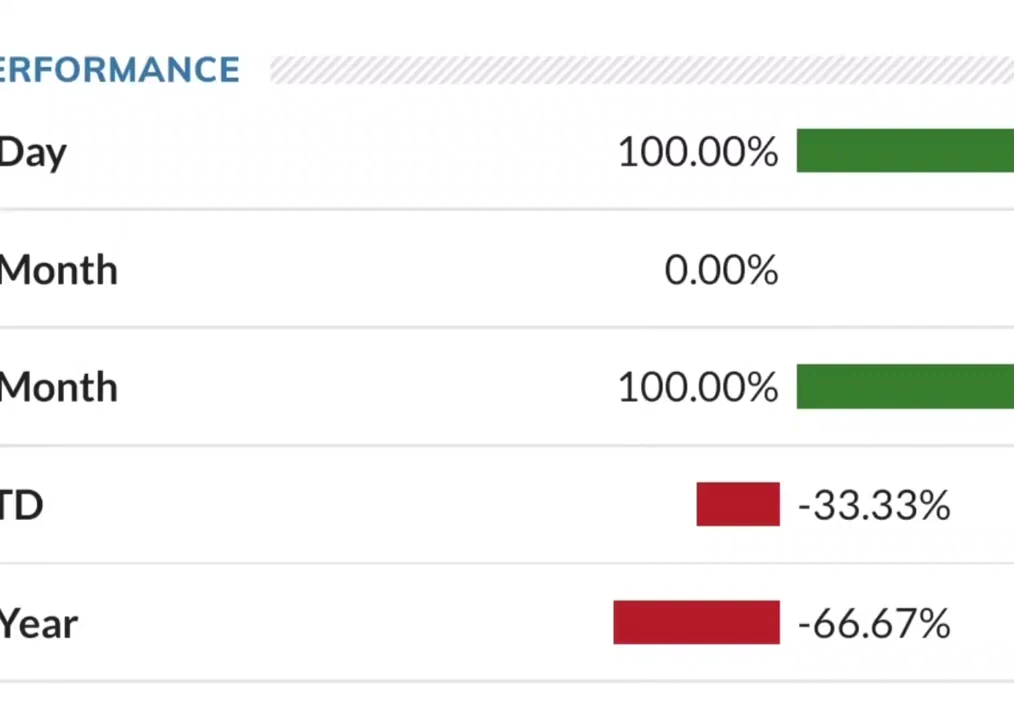 ERFORMANCE
Day 100.00%
Month 0.00%
Month 100.00%
TD -33.33%
Year -66.67%